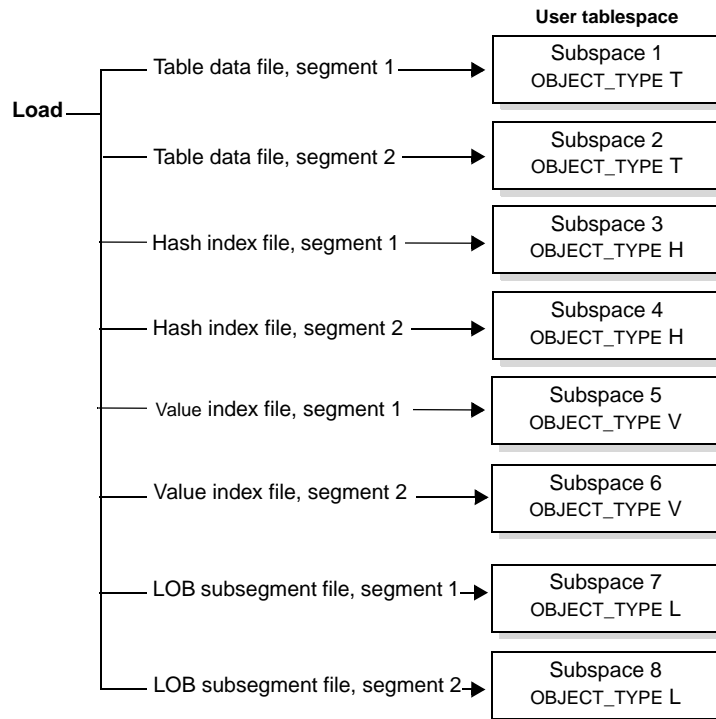 User tablespace
Table data file, segment 1
Subspace 1
OBJECT_TYPE T
Load
Table data file, segment 2
Subspace 2
OBJECT_TYPE T
Hash index file, segment 1
Subspace 3
OBJECT_TYPE H
Hash index file, segment 2
Subspace 4
OBJECT_TYPE H
Value index file, segment 1
Subspace 5
OBJECT_TYPE V
Value index file, segment 2
Subspace 6
OBJECT_TYPE V
LOB subsegment file, segment 1
Subspace 7
OBJECT_TYPE L
LOB subsegment file, segment 2
Subspace 8
OBJECT_TYPE L